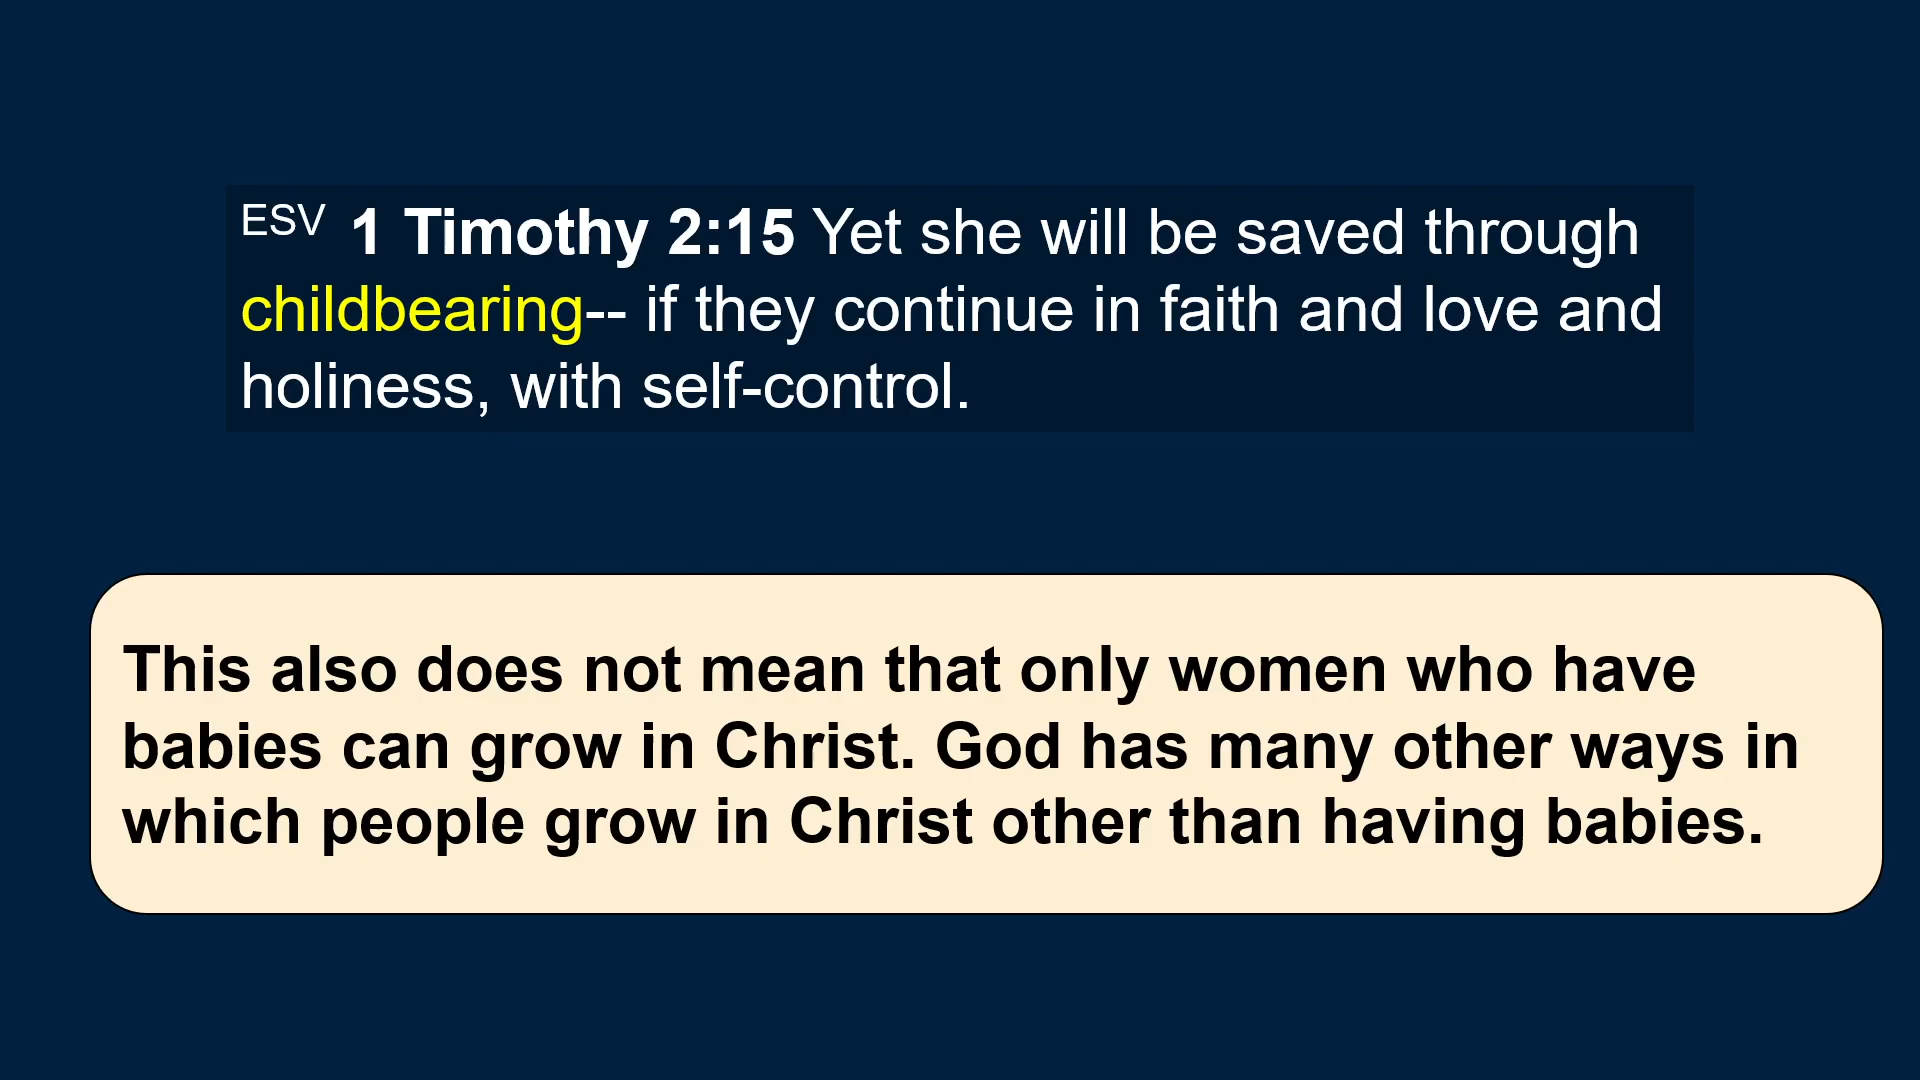 ESV 1 Timothy 2:15 Yet she will be saved through
childbearing-- if they continue in faith and love and
holiness, with self-control.
This also does not mean that only women who have
babies can grow in Christ. God has many other ways in
which people grow in Christ other than having babies.